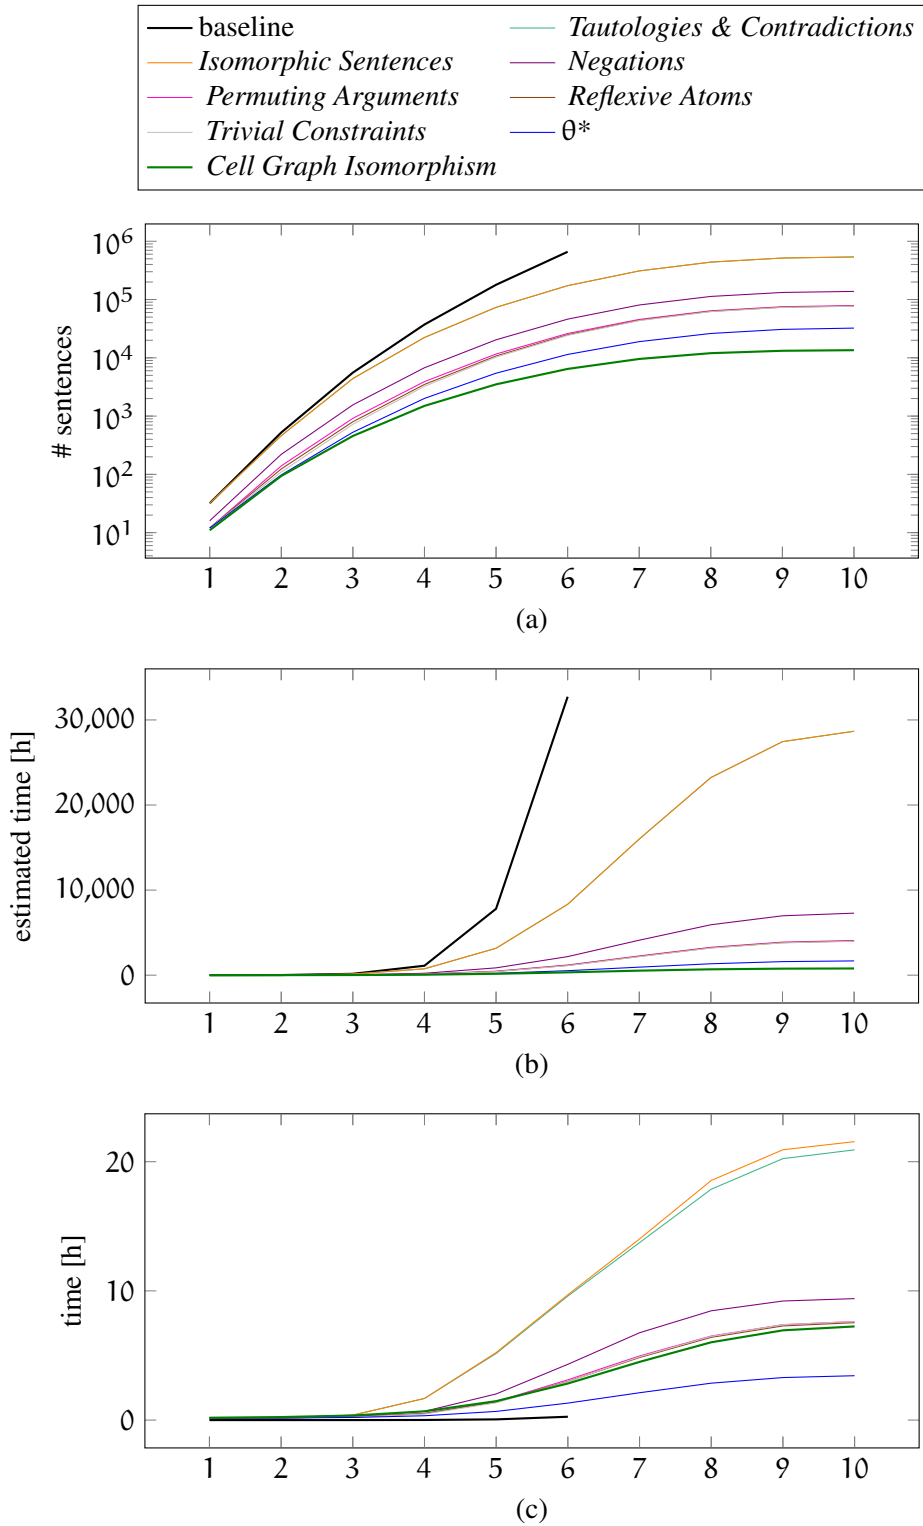 baseline
Tautologies & Contradictions
Isomorphic Sentences
Negations
Permuting Arguments
Reflexive Atoms
Trivial Constraints
θ*
Cell Graph Isomorphism
# sentences
10^6
10^5
10^4
10^3
10^2
10^1
1 2 3 4 5 6 7 8 9 10
(a)
estimated time [h]
30,000
20,000
10,000
0
1 2 3 4 5 6 7 8 9 10
(b)
time [h]
20
10
0
1 2 3 4 5 6 7 8 9 10
(c)